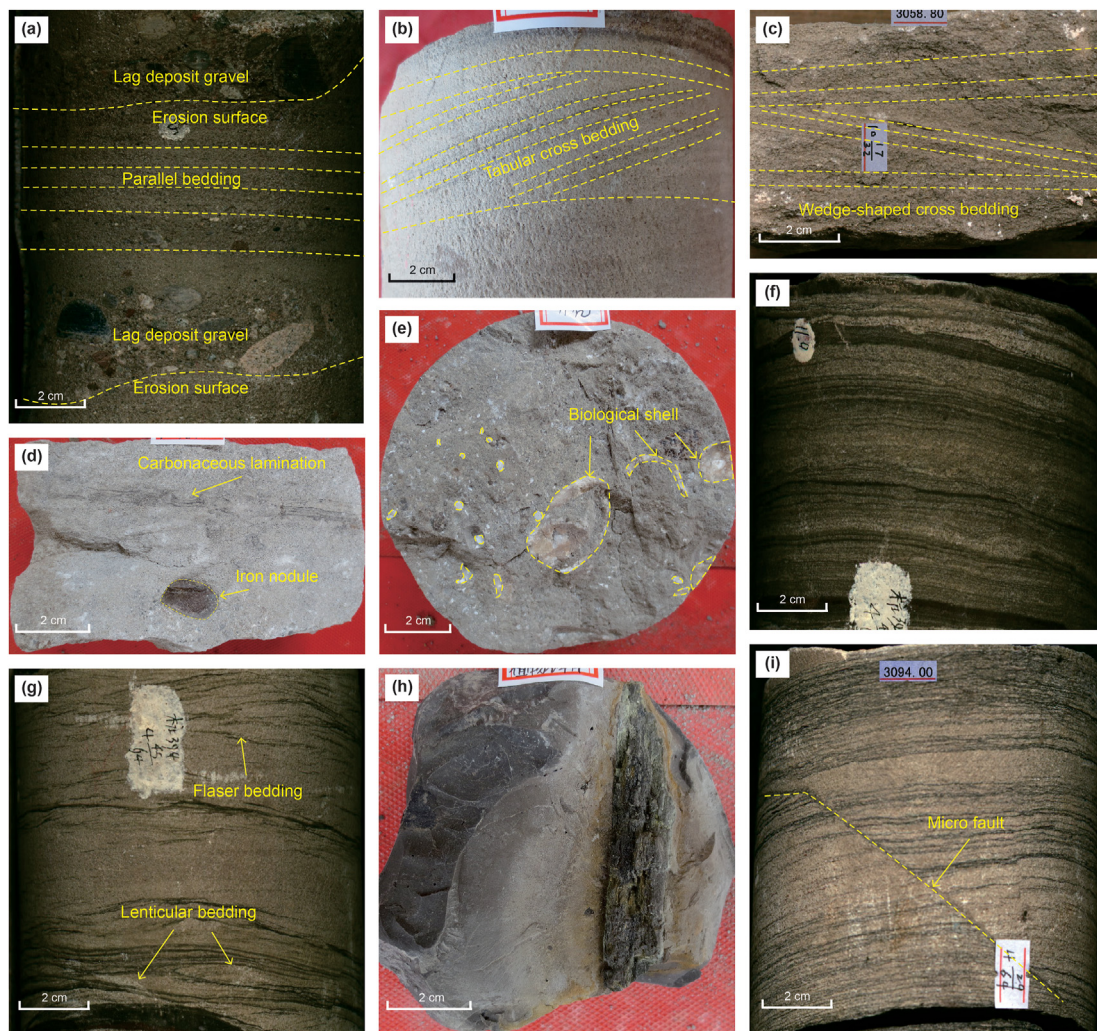 (a)
Lag deposit gravel
Erosion surface
Parallel bedding
Lag deposit gravel
Erosion surface
2 cm
(b)
Tabular cross bedding
2 cm
(c)
3058.80
Wedge-shaped cross bedding
2 cm
(d)
Carbonaceous lamination
Iron nodule
2 cm
(e)
Biological shell
2 cm
(f)
2 cm
(g)
Flaser bedding
Lenticular bedding
2 cm
(h)
2 cm
(i)
3094.00
Micro fault
2 cm